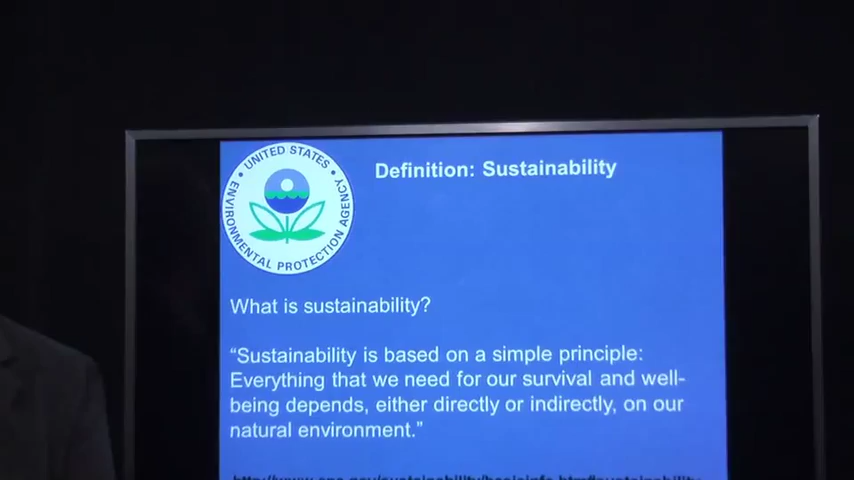 UNITED STATES
ENVIRONMENTAL PROTECTION AGENCY
Definition: Sustainability
What is sustainability?
“Sustainability is based on a simple principle:
Everything that we need for our survival and well-
being depends, either directly or indirectly, on our
natural environment.”